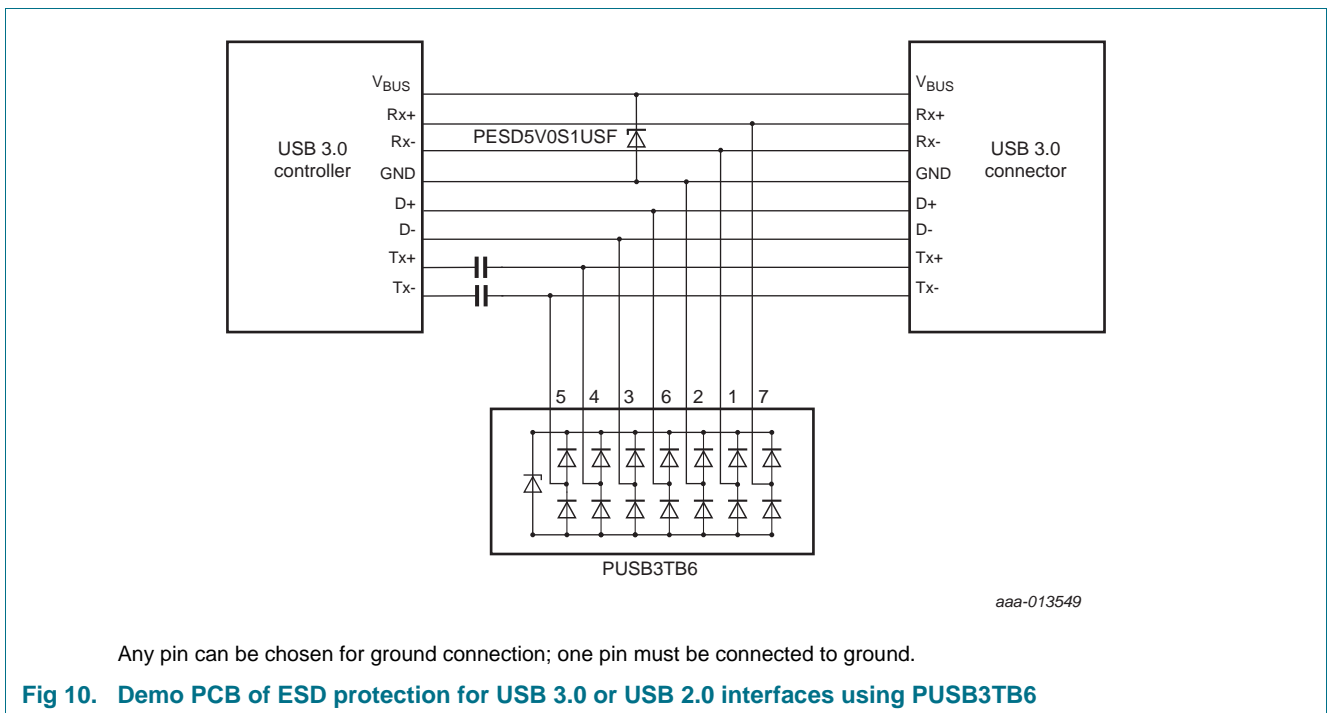 VBUS
Rx+
Rx-
GND
D+
D-
Tx+
Tx-
USB 3.0
controller
PESD5V0S1USF
VBUS
Rx+
Rx-
GND
D+
D-
Tx+
Tx-
USB 3.0
connector
5 4 3 6 2 1 7
PUSB3TB6
aaa-013549
Any pin can be chosen for ground connection; one pin must be connected to ground.
Fig 10. Demo PCB of ESD protection for USB 3.0 or USB 2.0 interfaces using PUSB3TB6